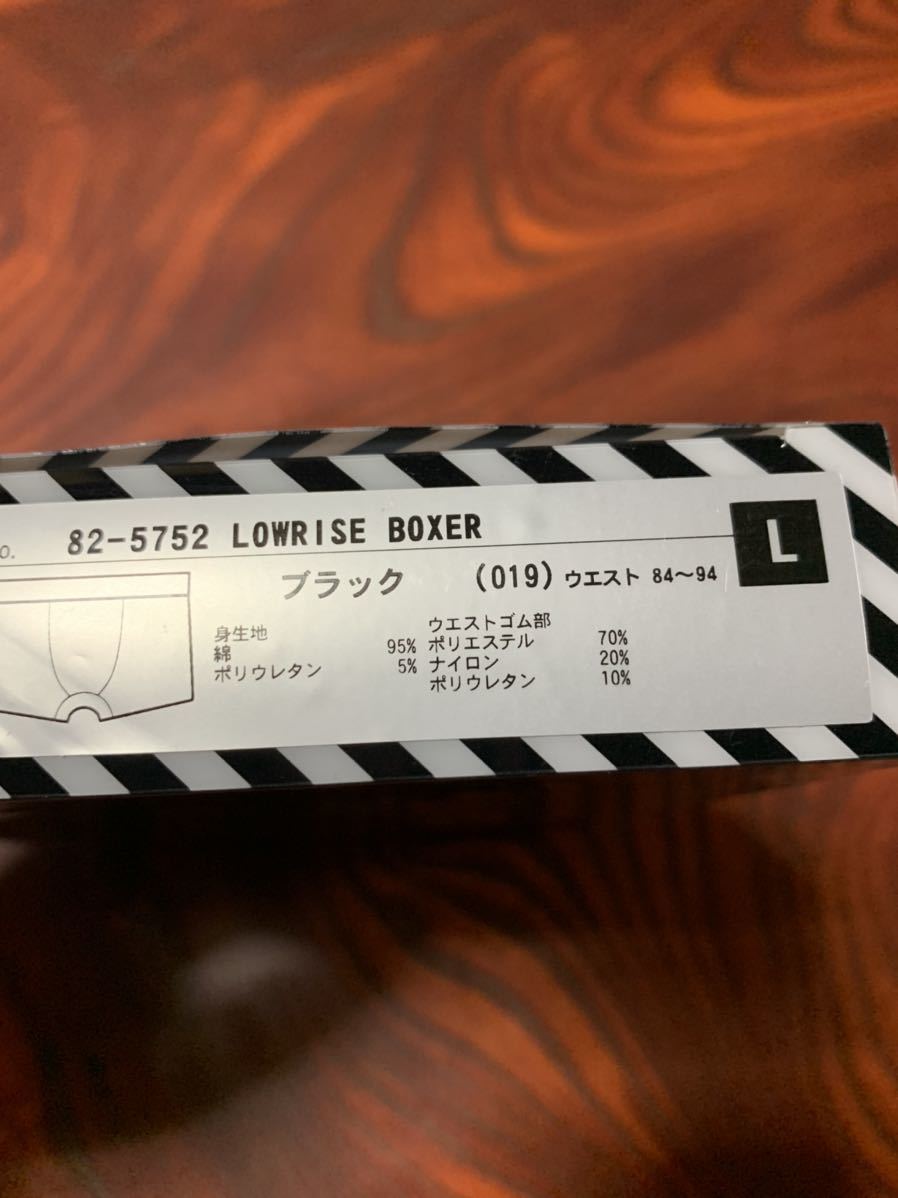 o. 82-5752 LOWRISE BOXER
L
ブラック (019) ウエスト 84〜94
身生地
綿 95%
ポリウレタン 5%
ウエストゴム部
ポリエステル 70%
ナイロン 20%
ポリウレタン 10%